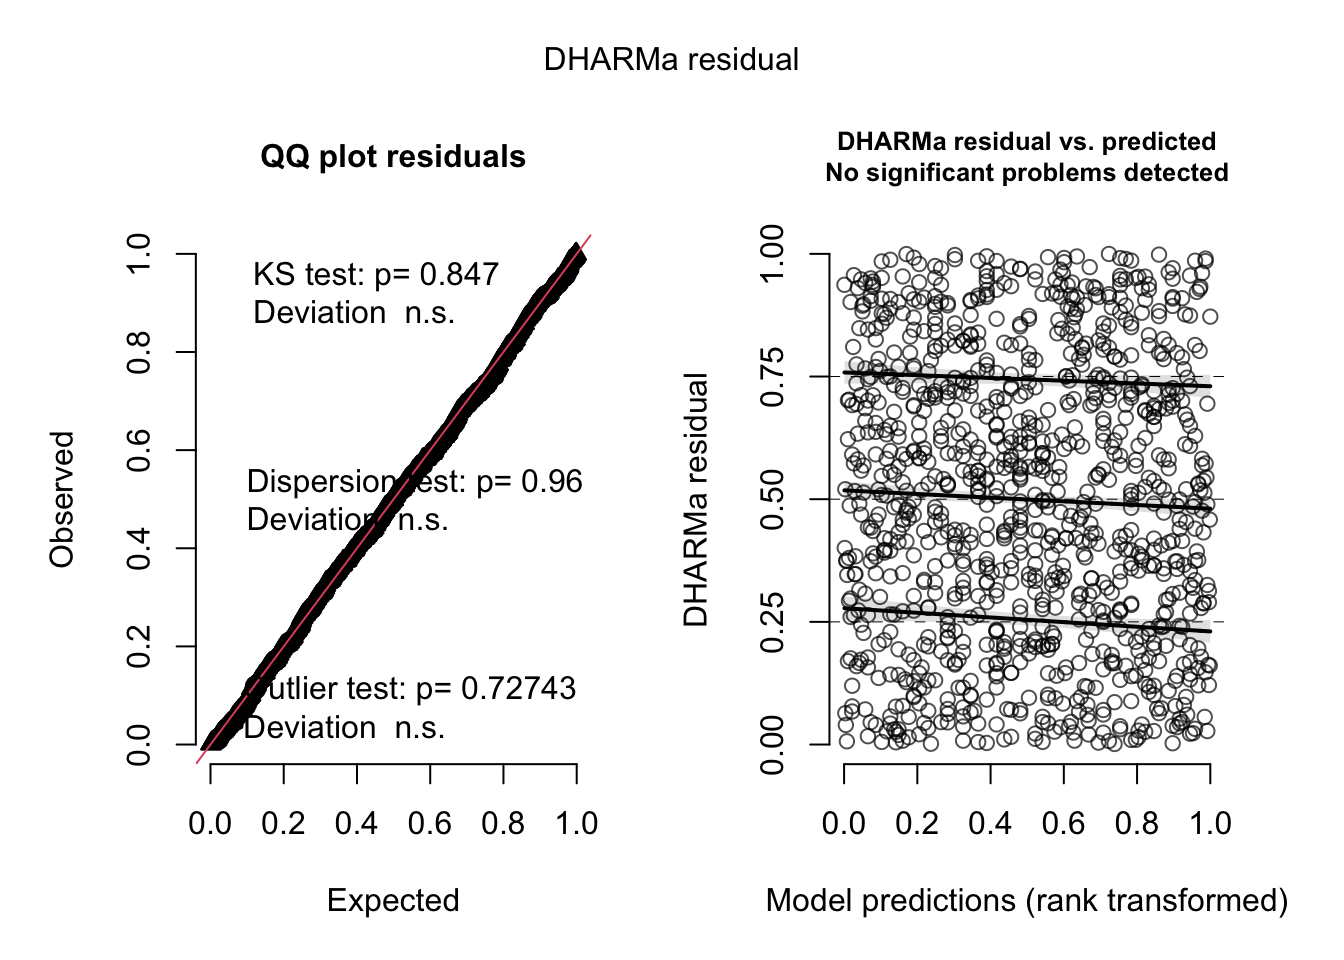 DHARMa residual
QQ plot residuals
KS test: p= 0.847
Deviation  n.s.
Dispersion test: p= 0.96
Deviation  n.s.
Outlier test: p= 0.72743
Deviation  n.s.
Observed
0.0 0.2 0.4 0.6 0.8 1.0
0.0 0.2 0.4 0.6 0.8 1.0
Expected
DHARMa residual vs. predicted
No significant problems detected
DHARMa residual
0.00 0.25 0.50 0.75 1.00
0.0 0.2 0.4 0.6 0.8 1.0
Model predictions (rank transformed)